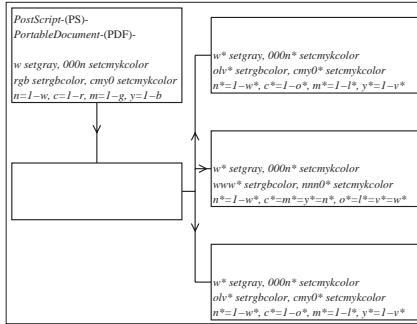 PostScript-(PS)-
PortableDocument-(PDF)-
w setgray, 000n setcmykcolor
rgb setrgbcolor, cmy0 setcmykcolor
n=1−w, c=1−r, m=1−g, y=1−b
w* setgray, 000n* setcmykcolor
olv* setrgbcolor, cmy0* setcmykcolor
n*=1−w*, c*=1−o*, m*=1−l*, y*=1−v*
w* setgray, 000n* setcmykcolor
www* setrgbcolor, nnn0* setcmykcolor
n*=1−w*, c*=m*=y*=n*, o*=l*=v*=w*
w* setgray, 000n* setcmykcolor
olv* setrgbcolor, cmy0* setcmykcolor
n*=1−w*, c*=1−o*, m*=1−l*, y*=1−v*